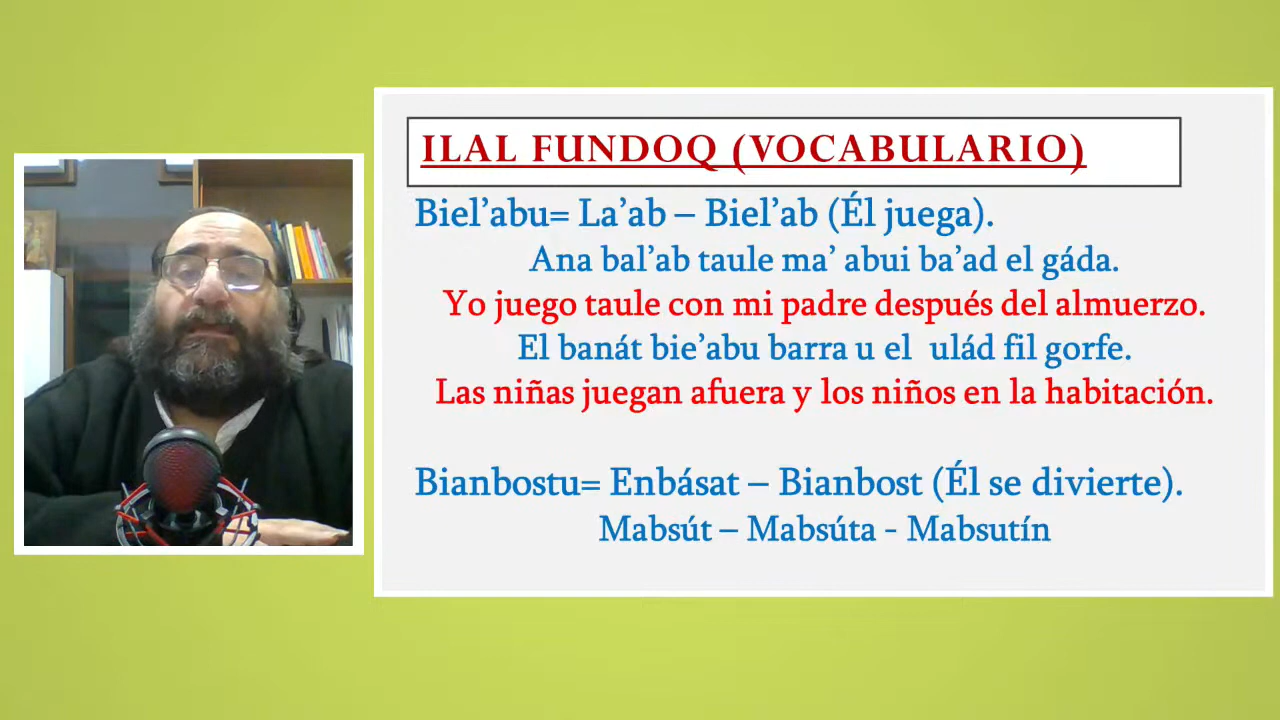 ILAL FUNDOQ (VOCABULARIO)
Biel’abu= La’ab – Biel’ab (Él juega).
Ana bal’ab taule ma’ abui ba’ad el gáda.
Yo juego taule con mi padre después del almuerzo.
El banát bie’abu barra u el ulád fil gorfe.
Las niñas juegan afuera y los niños en la habitación.
Bianbostu= Enbásat – Bianbost (Él se divierte).
Mabsút – Mabsúta - Mabsutín